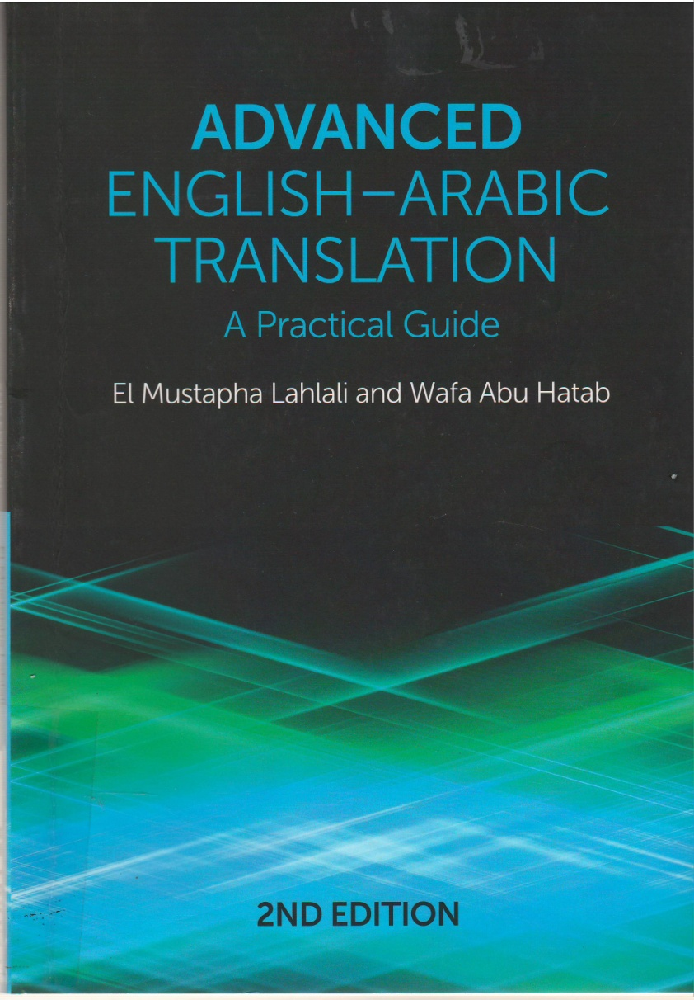 ADVANCED
ENGLISH–ARABIC
TRANSLATION
A Practical Guide
El Mustapha Lahlali and Wafa Abu Hatab
2ND EDITION